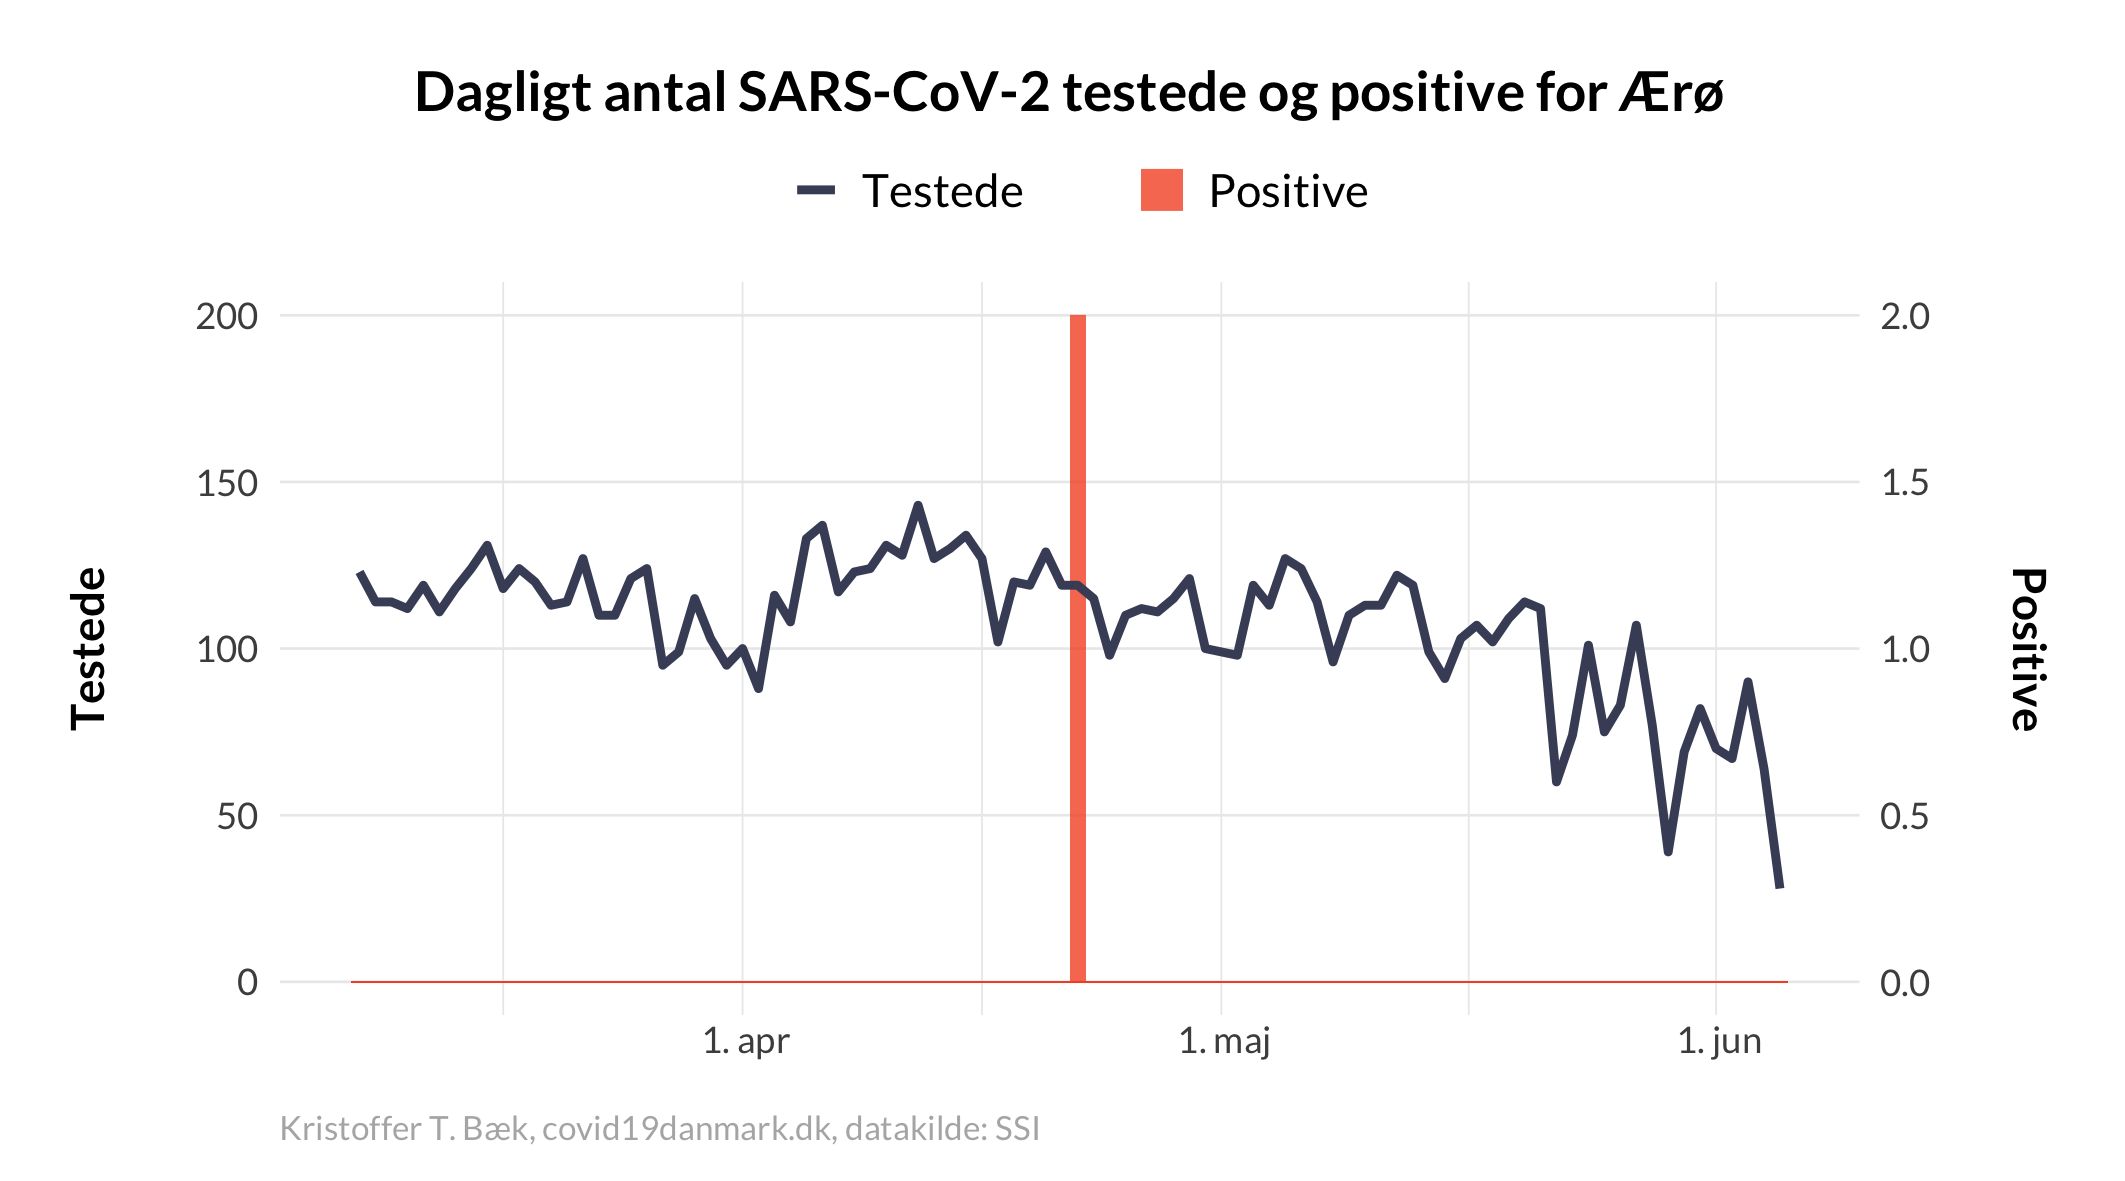 Dagligt antal SARS-CoV-2 testede og positive for Ærø
Testede Positive
200 2.0
150 1.5
100 1.0
50 0.5
0 0.0
Testede
Positive
1. apr 1. maj 1. jun
Kristoffer T. Bæk, covid19danmark.dk, datakilde: SSI